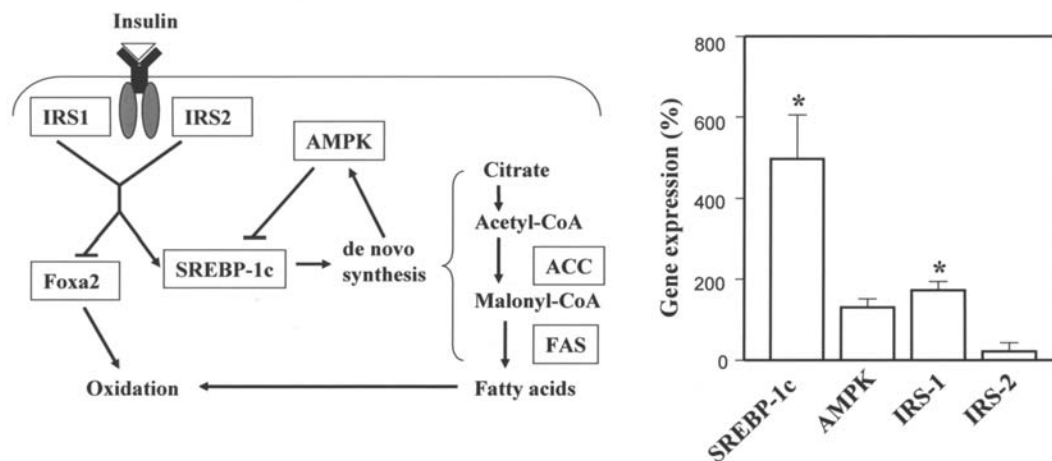 Insulin
IRS1
IRS2
AMPK
Foxa2
SREBP-1c
de novo
synthesis
Citrate
Acetyl-CoA
ACC
Malonyl-CoA
FAS
Fatty acids
Oxidation
Gene expression (%)
800
600
400
200
0
*
*
SREBP-1c
AMPK
IRS-1
IRS-2